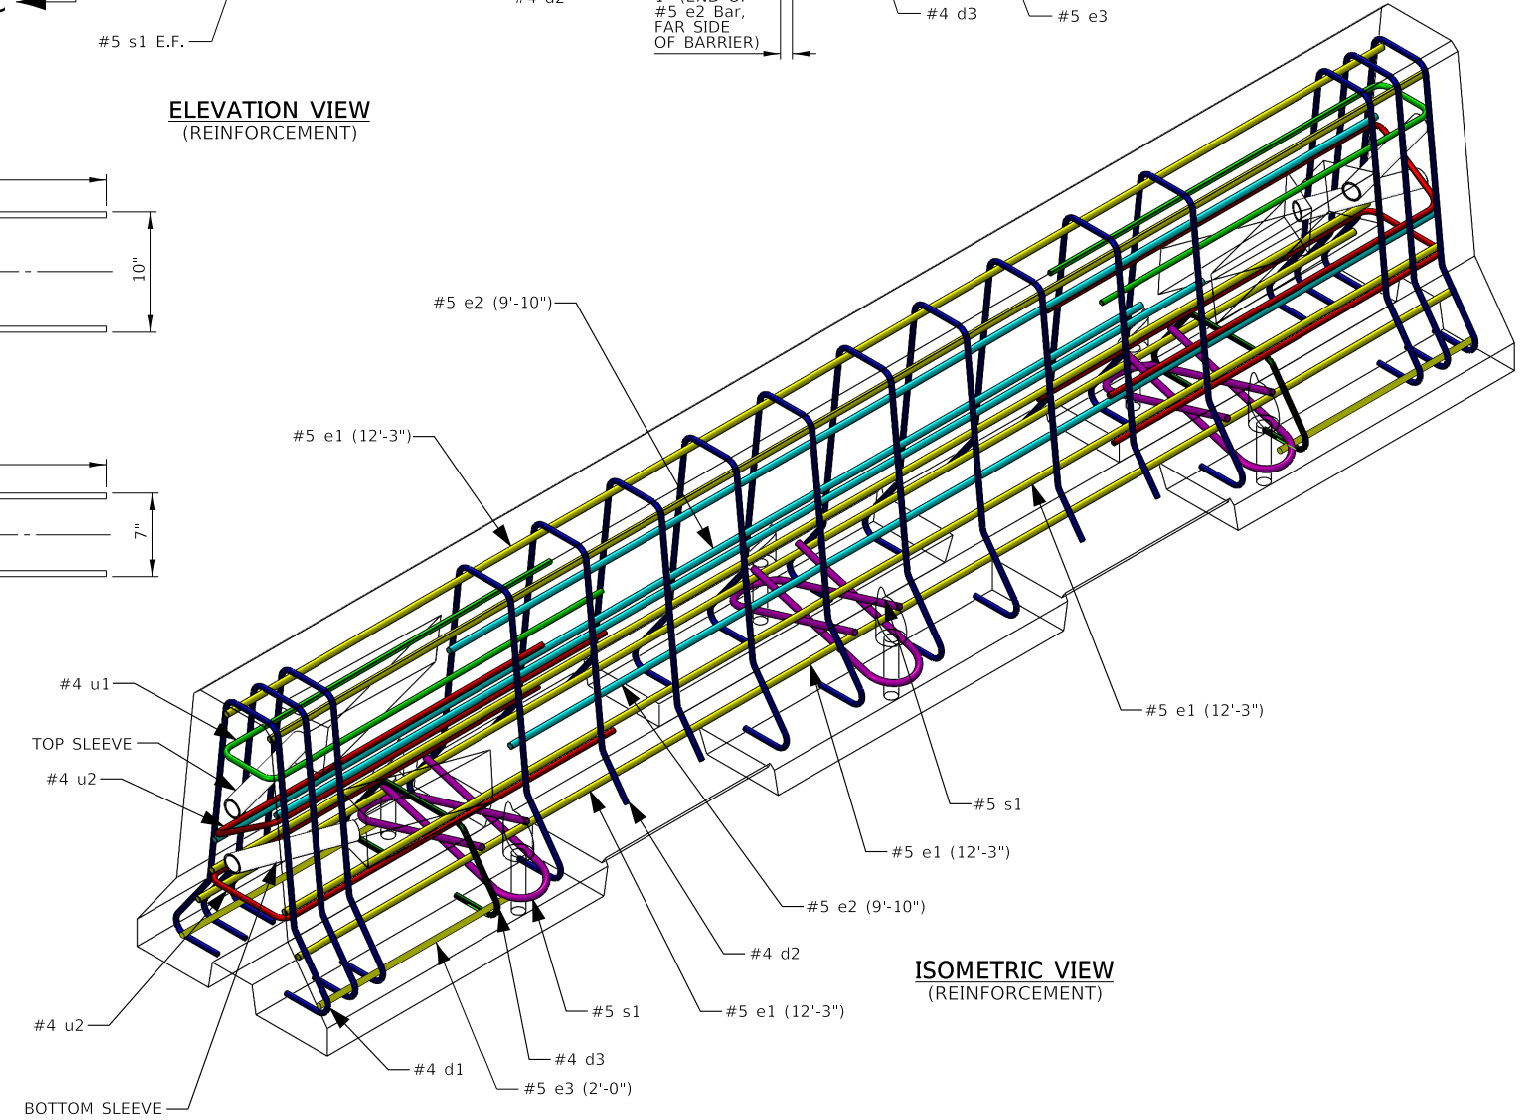 #5 s1 E.F.
#5 e2 Bar,
FAR SIDE
OF BARRIER)
#4 d3
#5 e3
ELEVATION VIEW
(REINFORCEMENT)
10"
7"
#5 e2 (9'-10")
#5 e1 (12'-3")
#4 u1
TOP SLEEVE
#4 u2
#5 e1 (12'-3")
#5 s1
#5 e1 (12'-3")
#5 e2 (9'-10")
#4 d2
ISOMETRIC VIEW
(REINFORCEMENT)
#5 s1
#5 e1 (12'-3")
#4 u2
#4 d3
#4 d1
#5 e3 (2'-0")
BOTTOM SLEEVE